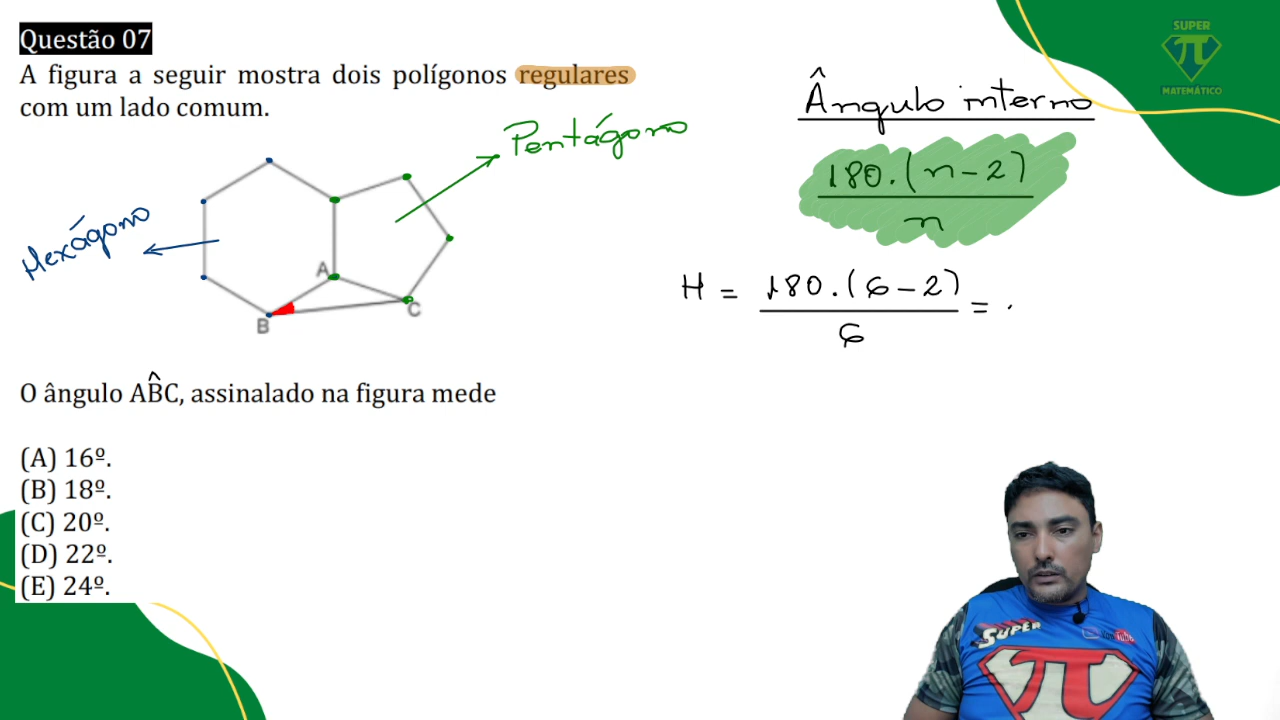 Questão 07
A figura a seguir mostra dois polígonos regulares
com um lado comum.
Pentágono
Hexágono
A
B
C
O ângulo AB̂C, assinalado na figura mede
(A) 16º.
(B) 18º.
(C) 20º.
(D) 22º.
(E) 24º.
SUPER
π
MATEMÁTICO
Ângulo interno
180.(n-2)
n
H = 180.(6-2) =
6
SUPER
YouTube
π